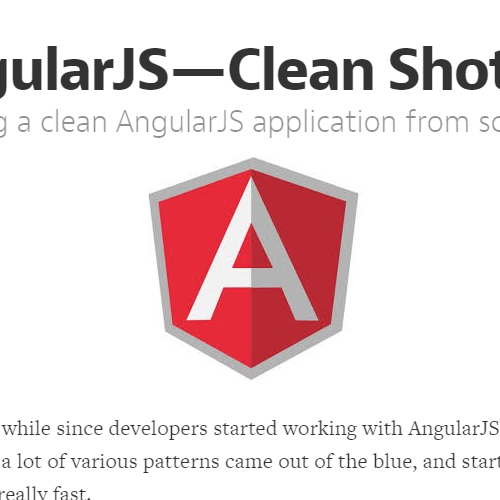 gularJS—Clean Shot
g a clean AngularJS application from sc
A
while since developers started working with AngularJS
a lot of various patterns came out of the blue, and start
really fast.